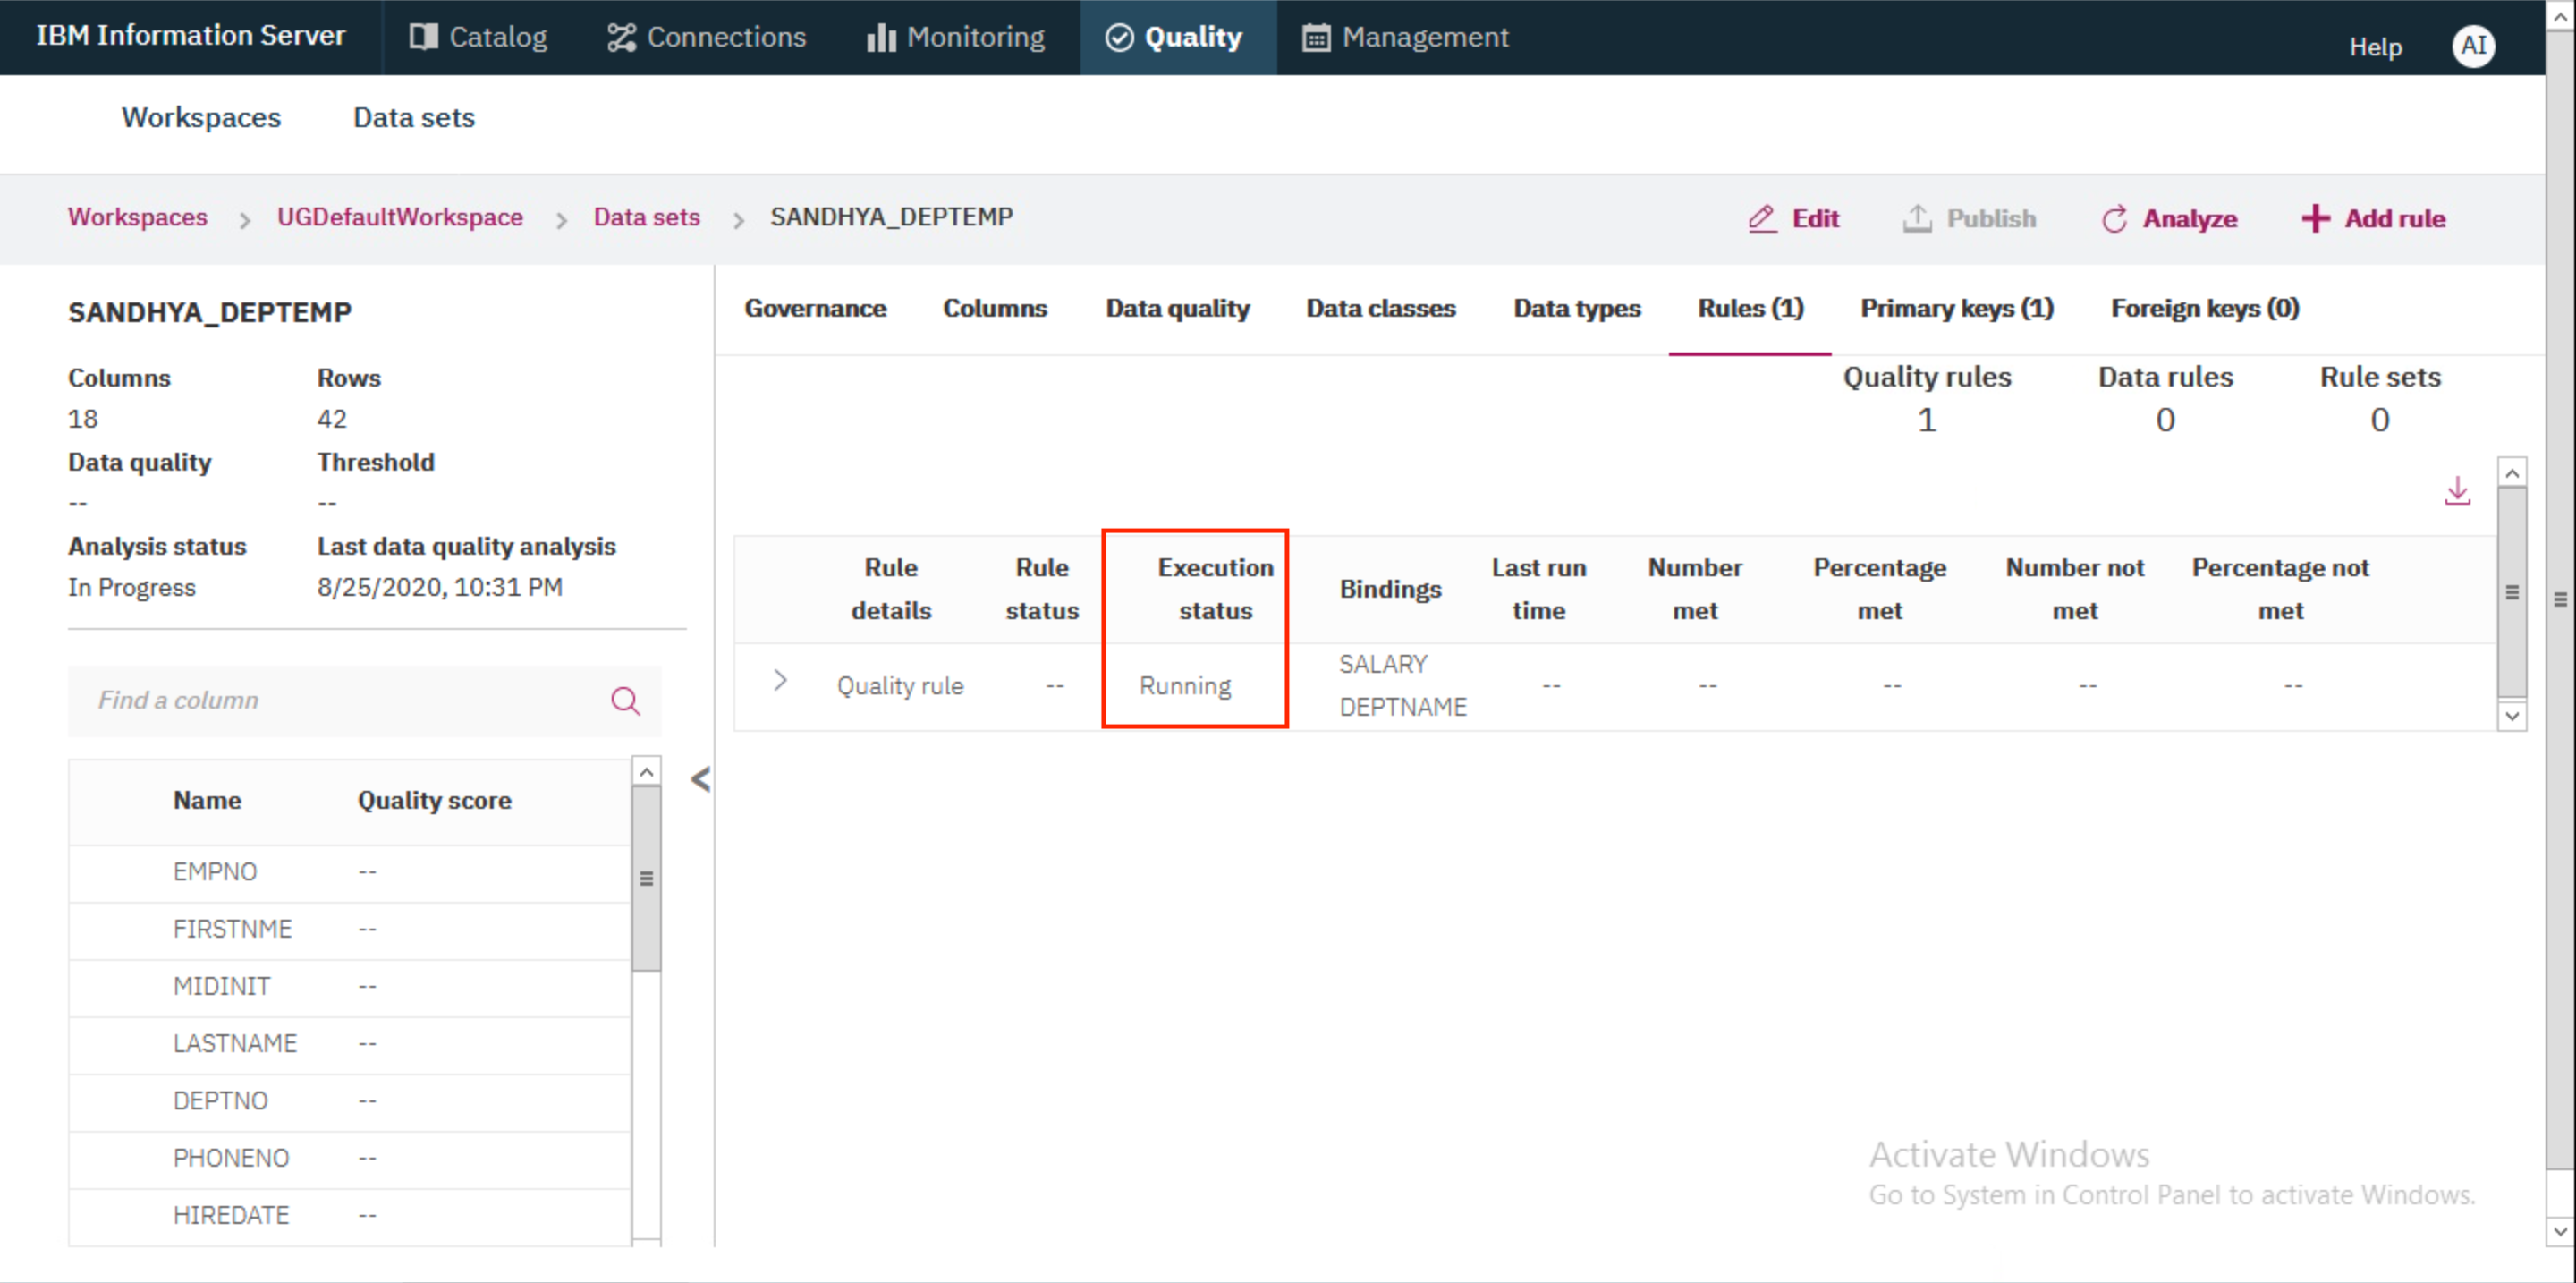 IBM Information Server Catalog Connections Monitoring Quality Management Help AI
Workspaces Data sets
Workspaces > UGDefaultWorkspace > Data sets > SANDHYA_DEPTEMP Edit Publish Analyze + Add rule
SANDHYA_DEPTEMP
Columns Rows
18 42
Data quality Threshold
-- --
Analysis status Last data quality analysis
In Progress 8/25/2020, 10:31 PM
Find a column
Name Quality score
EMPNO --
FIRSTNME --
MIDINIT --
LASTNAME --
DEPTNO --
PHONENO --
HIREDATE --
Governance Columns Data quality Data classes Data types Rules (1) Primary keys (1) Foreign keys (0)
Quality rules Data rules Rule sets
1 0 0
Rule details Rule status Execution status Bindings Last run time Number met Percentage met Number not met Percentage not met
Quality rule -- Running SALARY -- -- -- -- --
DEPTNAME
Activate Windows
Go to System in Control Panel to activate Windows.